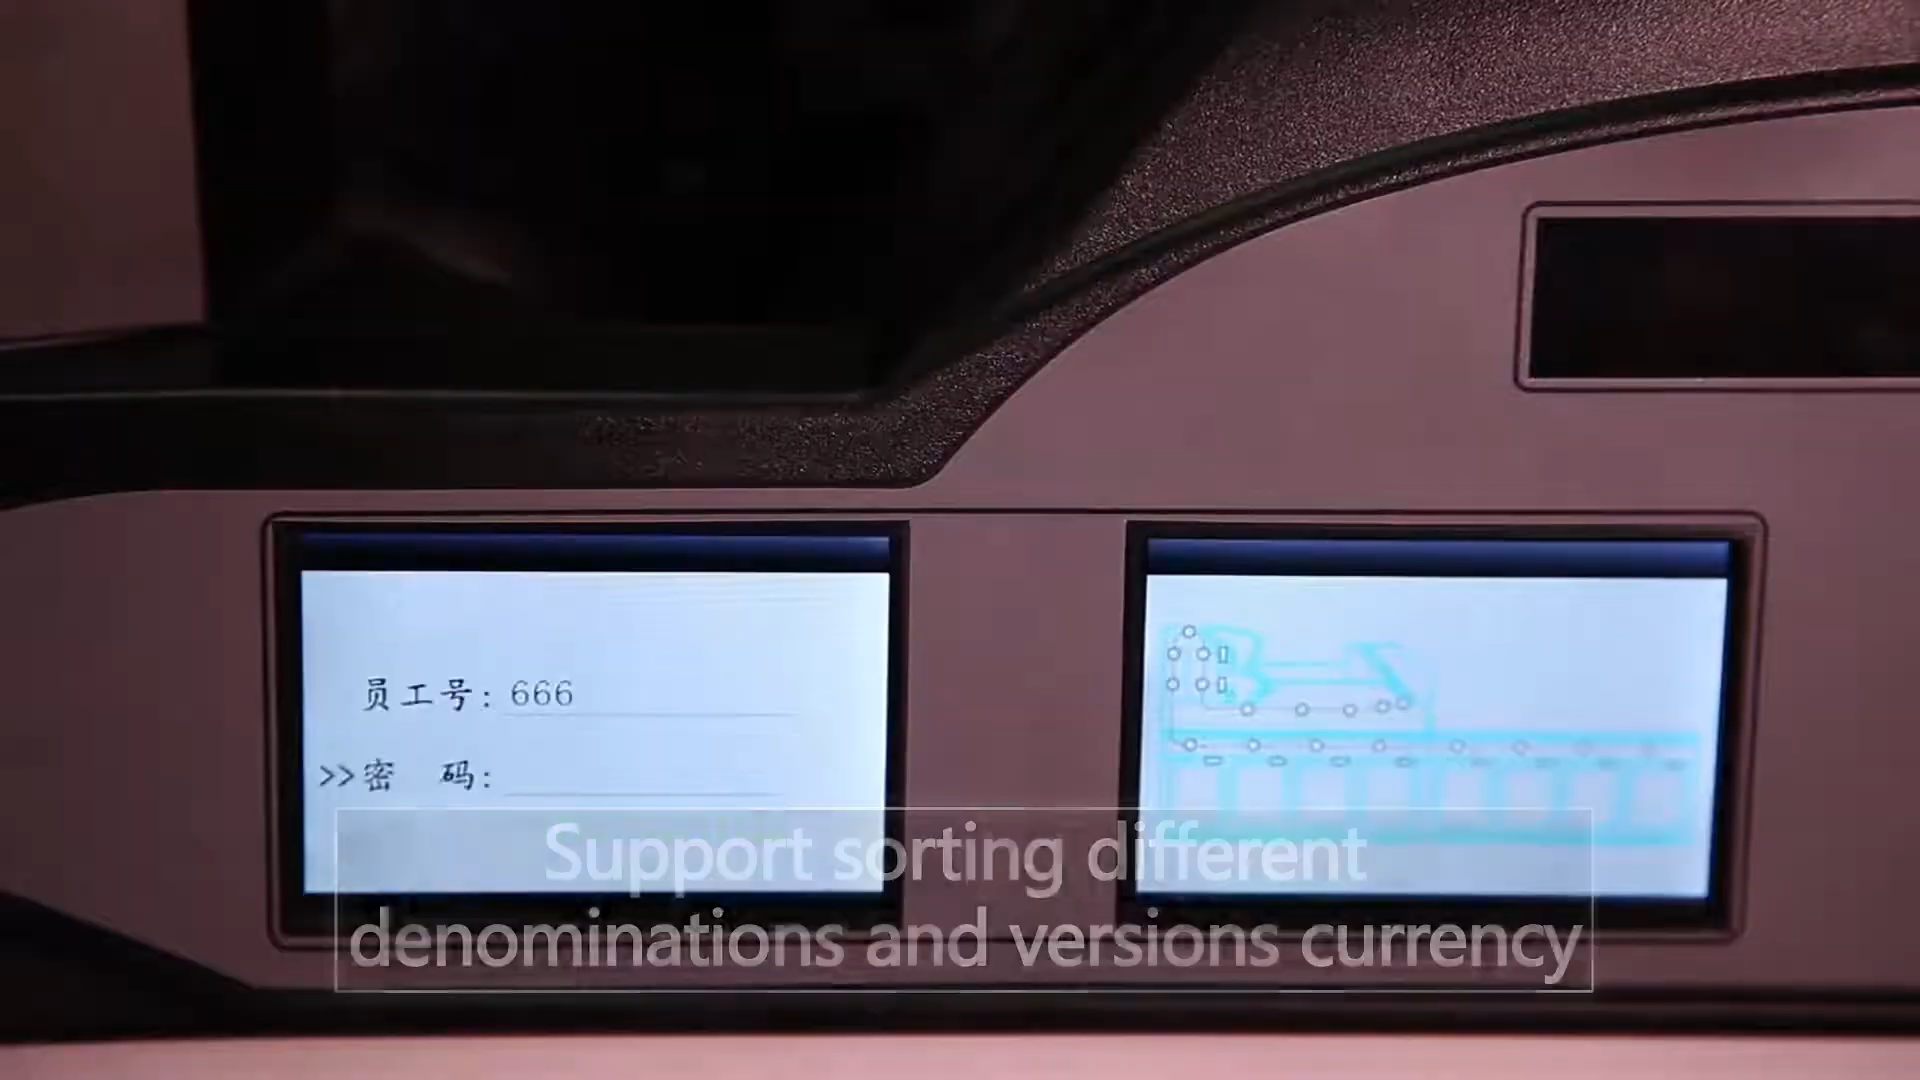 员工号: 666
>>密 码:
Support sorting different
denominations and versions currency